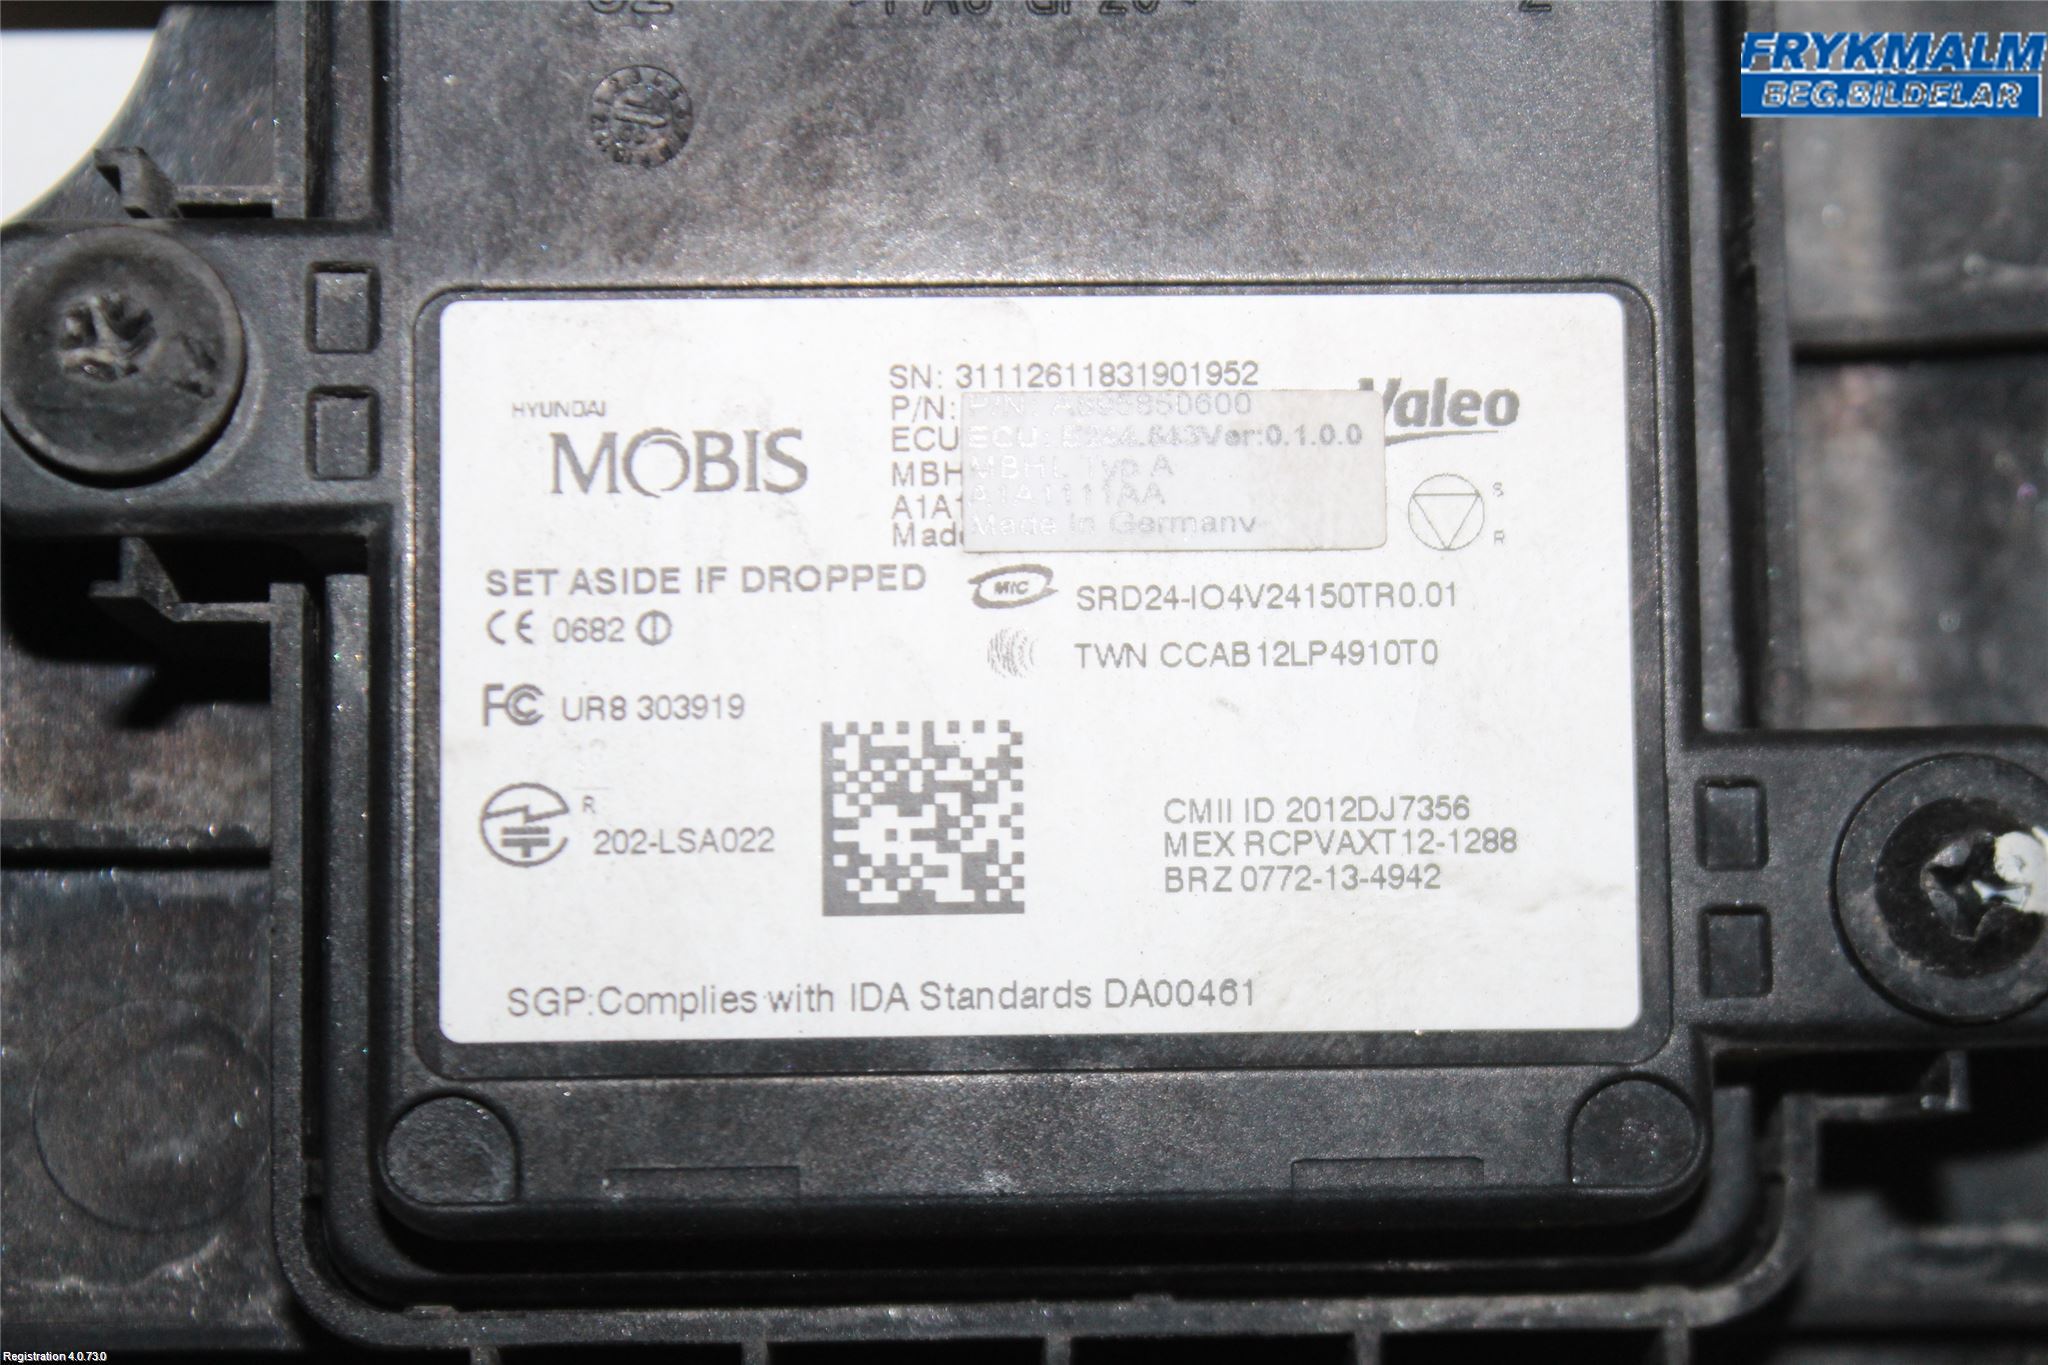 FRYKMALM
BEG.BILDELAR
SN: 31112611831901952
P/N:
ECU
MBH
A1A1
Made
ECU: Ver:0.1.0.0
MBHL Typ A
A1A1111AA
Made In Germany
HYUNDAI
MOBIS
Valeo
S
R
SET ASIDE IF DROPPED
CE 0682
MIC SRD24-IO4V24150TR0.01
TWN CCAB12LP4910T0
FC UR8 303919
R
202-LSA022
CMII ID 2012DJ7356
MEX RCPVAXT12-1288
BRZ 0772-13-4942
SGP:Complies with IDA Standards DA00461
Registration 4.0.73.0